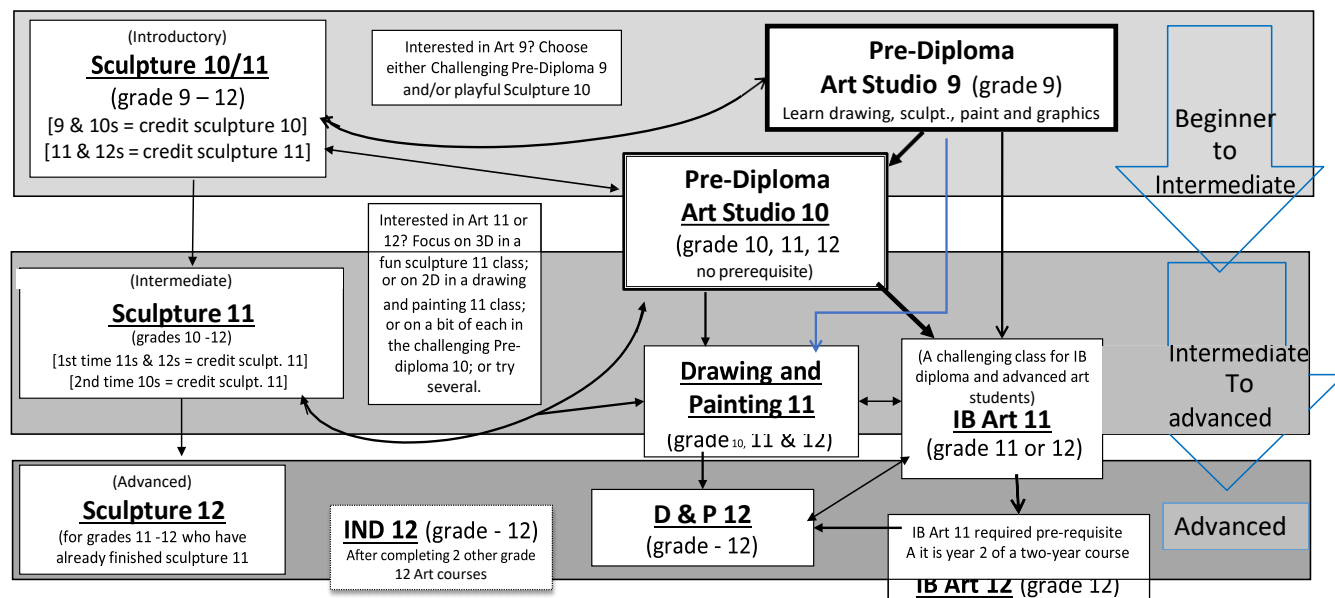 (Introductory)
Sculpture 10/11
(grade 9 – 12)
[9 & 10s = credit sculpture 10]
[11 & 12s = credit sculpture 11]
Interested in Art 9? Choose
either Challenging Pre-Diploma 9
and/or playful Sculpture 10
Pre-Diploma
Art Studio 9 (grade 9)
Learn drawing, sculpt., paint and graphics
Beginner
to
Intermediate
Pre-Diploma
Art Studio 10
(grade 10, 11, 12
no prerequisite)
Interested in Art 11 or
12? Focus on 3D in a
fun sculpture 11 class;
or on 2D in a drawing
and painting 11 class;
or on a bit of each in
the challenging Pre-
diploma 10; or try
several.
(Intermediate)
Sculpture 11
(grades 10 -12)
[1st time 11s & 12s = credit sculpt. 11]
[2nd time 10s = credit sculpt. 11]
Drawing and
Painting 11
(grade 10, 11 & 12)
(A challenging class for IB
diploma and advanced art
students)
IB Art 11
(grade 11 or 12)
Intermediate
To
advanced
(Advanced)
Sculpture 12
(for grades 11 -12 who have
already finished sculpture 11
IND 12 (grade - 12)
After completing 2 other grade
12 Art courses
D & P 12
(grade - 12)
IB Art 11 required pre-requisite
A it is year 2 of a two-year course
IB Art 12 (grade 12)
Advanced